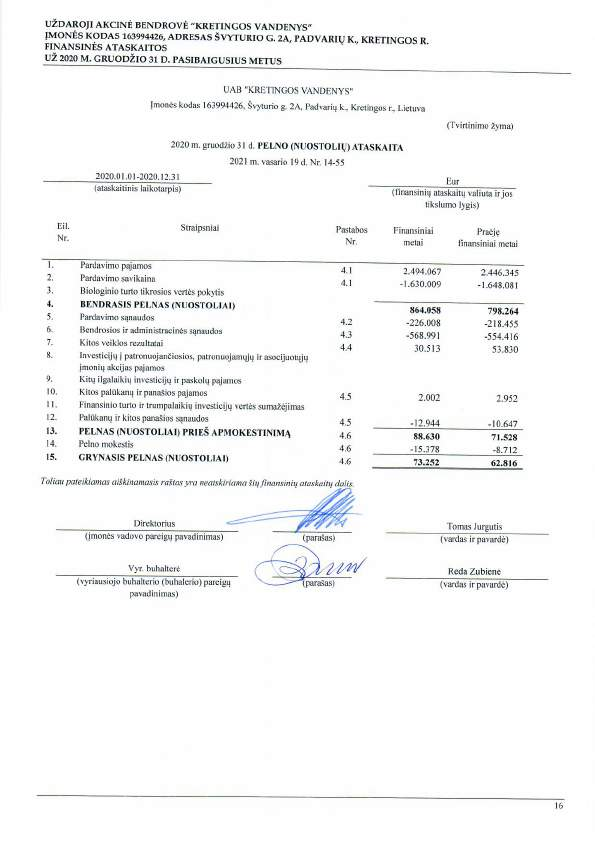 UŽDAROJI AKCINĖ BENDROVĖ "KRETINGOS VANDENYS"
ĮMONĖS KODAS 163994426, ADRESAS ŠVYTURIO G. 2A, PADVARIŲ K., KRETINGOS R.
FINANSINĖS ATASKAITOS
UŽ 2020 M. GRUODŽIO 31 D. PASIBAIGUSIUS METUS
UAB "KRETINGOS VANDENYS"
Įmonės kodas 163994426, Švyturio g. 2A, Padvarių k., Kretingos r., Lietuva
(Tvirtinimo žyma)
2020 m. gruodžio 31 d. PELNO (NUOSTOLIŲ) ATASKAITA
2021 m. vasario 19 d. Nr. 14-55
2020.01.01-2020.12.31 Eur
(ataskaitinis laikotarpis) (finansinių ataskaitų valiuta ir jos
tikslumo lygis)
Eil. Straipsniai Pastabos Finansiniai Praėję
Nr. Nr. metai finansiniai metai
1. Pardavimo pajamos 4.1 2.494.067 2.446.345
2. Pardavimo savikaina 4.1 -1.630.009 -1.648.081
3. Biologinio turto tikrosios vertės pokytis
4. BENDRASIS PELNAS (NUOSTOLIAI) 864.058 798.264
5. Pardavimo sąnaudos 4.2 -226.008 -218.455
6. Bendrosios ir administracinės sąnaudos 4.3 -568.991 -554.416
7. Kitos veiklos rezultatai 4.4 30.513 53.830
8. Investicijų į patronuojančiosios, patronuojamųjų ir asocijuotųjų
įmonių akcijas pajamos
9. Kitų ilgalaikių investicijų ir paskolų pajamos
10. Kitos palūkanų ir panašios pajamos 4.5 2.002 2.952
11. Finansinio turto ir trumpalaikių investicijų vertės sumažėjimas
12. Palūkanų ir kitos panašios sąnaudos 4.5 -12.944 -10.647
13. PELNAS (NUOSTOLIAI) PRIEŠ APMOKESTINIMĄ 4.6 88.630 71.528
14. Pelno mokestis 4.6 -15.378 -8.712
15. GRYNASIS PELNAS (NUOSTOLIAI) 4.6 73.252 62.816
Toliau pateikiamas aiškinamasis raštas yra neatskiriama šių finansinių ataskaitų dalis.
Direktorius Tomas Jurgutis
(įmonės vadovo pareigų pavadinimas) (parašas) (vardas ir pavardė)
Vyr. buhalterė Reda Zubienė
(vyriausiojo buhalterio (buhalerio) pareigų (parašas) (vardas ir pavardė)
pavadinimas)
16